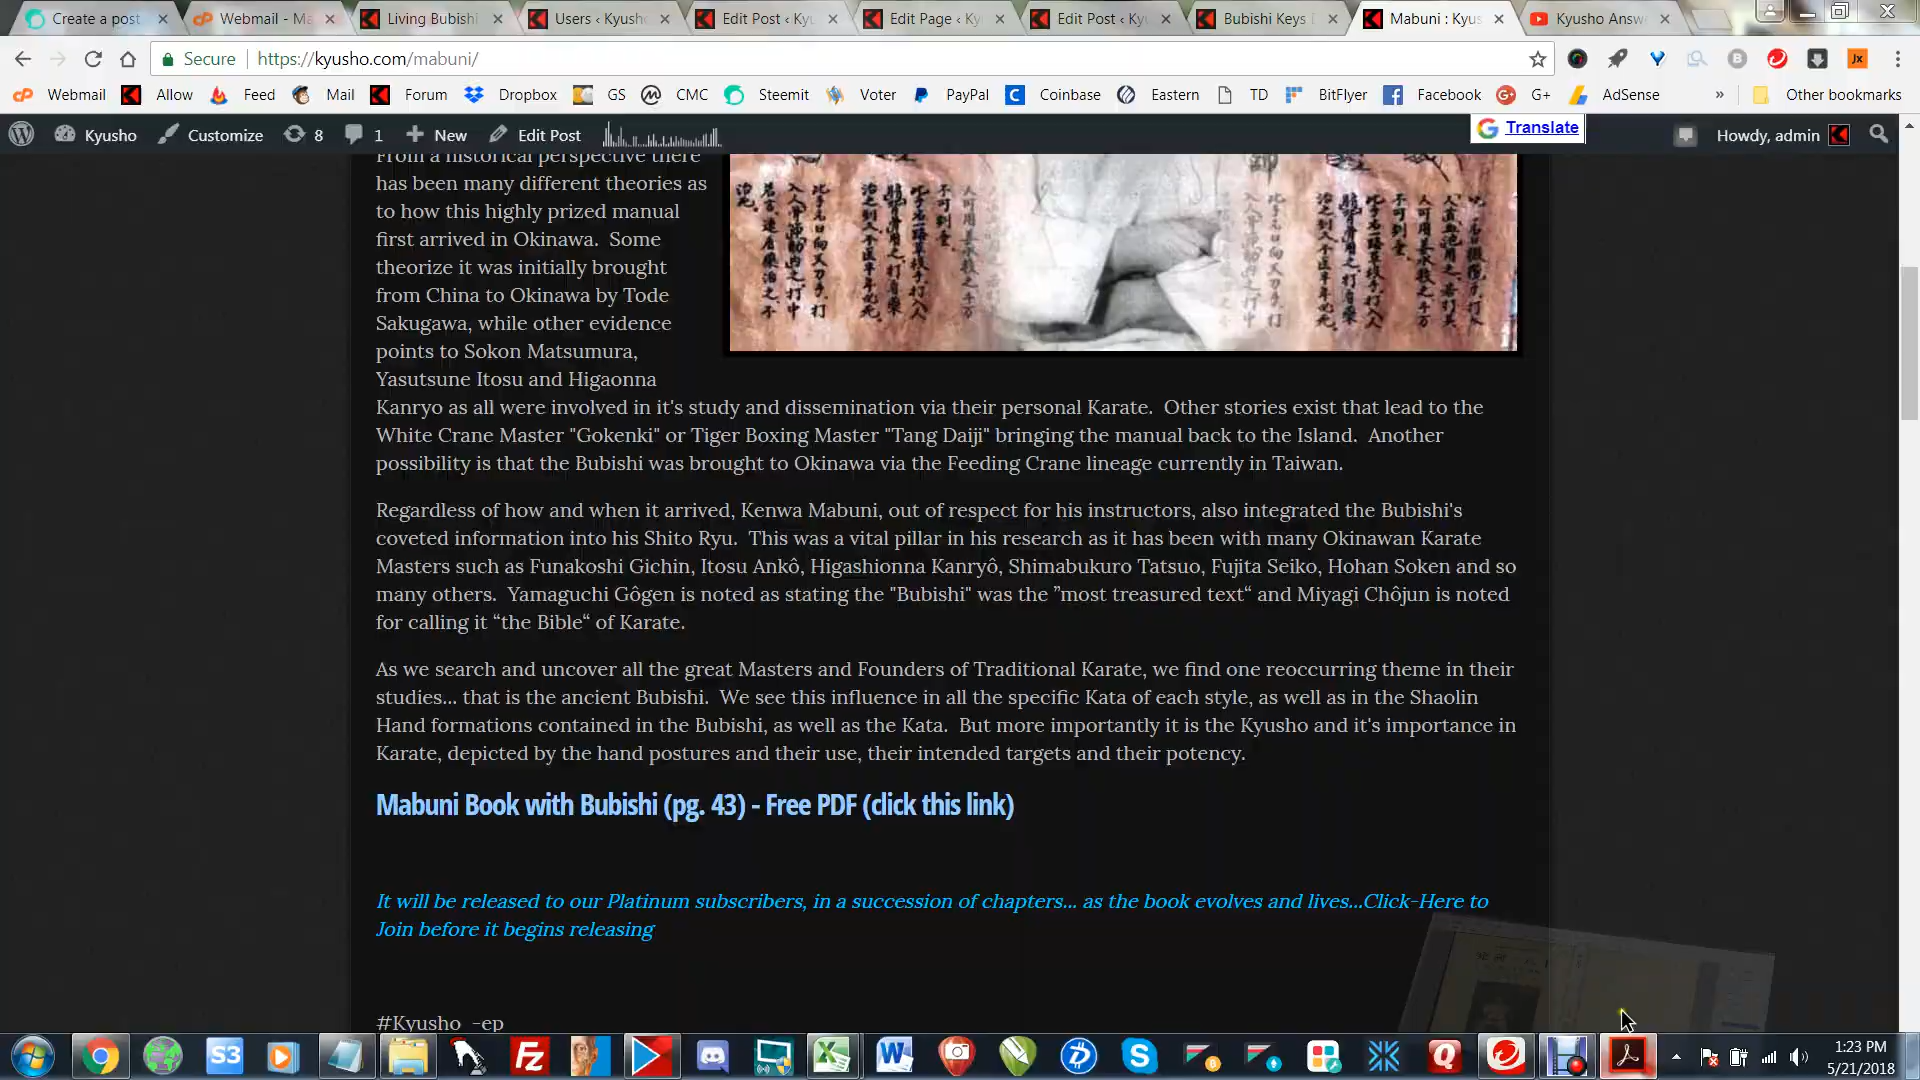 Create a post
Webmail - Ma
Living Bubishi
Users ‹ Kyusho
Edit Post ‹ Kyu
Edit Page ‹ Ky
Edit Post ‹ Kyu
Bubishi Keys
Mabuni : Kyus
Kyusho Answ
Secure
https://kyusho.com/mabuni/
Webmail
Allow
Feed
Mail
Forum
Dropbox
GS
CMC
Steemit
Voter
PayPal
Coinbase
Eastern
TD
BitFlyer
Facebook
G+
AdSense
»
Other bookmarks
Kyusho
Customize
8
1
New
Edit Post
Translate
Howdy, admin
From a historical perspective there
has been many different theories as
to how this highly prized manual
first arrived in Okinawa.  Some
theorize it was initially brought
from China to Okinawa by Tode
Sakugawa, while other evidence
points to Sokon Matsumura,
Yasutsune Itosu and Higaonna
Kanryo as all were involved in it's study and dissemination via their personal Karate.  Other stories exist that lead to the
White Crane Master "Gokenki" or Tiger Boxing Master "Tang Daiji" bringing the manual back to the Island.  Another
possibility is that the Bubishi was brought to Okinawa via the Feeding Crane lineage currently in Taiwan.
Regardless of how and when it arrived, Kenwa Mabuni, out of respect for his instructors, also integrated the Bubishi's
coveted information into his Shito Ryu.  This was a vital pillar in his research as it has been with many Okinawan Karate
Masters such as Funakoshi Gichin, Itosu Ankô, Higashionna Kanryô, Shimabukuro Tatsuo, Fujita Seiko, Hohan Soken and so
many others.  Yamaguchi Gôgen is noted as stating the "Bubishi" was the ”most treasured text“ and Miyagi Chôjun is noted
for calling it “the Bible“ of Karate.
As we search and uncover all the great Masters and Founders of Traditional Karate, we find one reoccurring theme in their
studies... that is the ancient Bubishi.  We see this influence in all the specific Kata of each style, as well as in the Shaolin
Hand formations contained in the Bubishi, as well as the Kata.  But more importantly it is the Kyusho and it's importance in
Karate, depicted by the hand postures and their use, their intended targets and their potency.
Mabuni Book with Bubishi (pg. 43) - Free PDF (click this link)
It will be released to our Platinum subscribers, in a succession of chapters... as the book evolves and lives...Click-Here to
Join before it begins releasing
#Kyusho  -ep
1:23 PM
5/21/2018